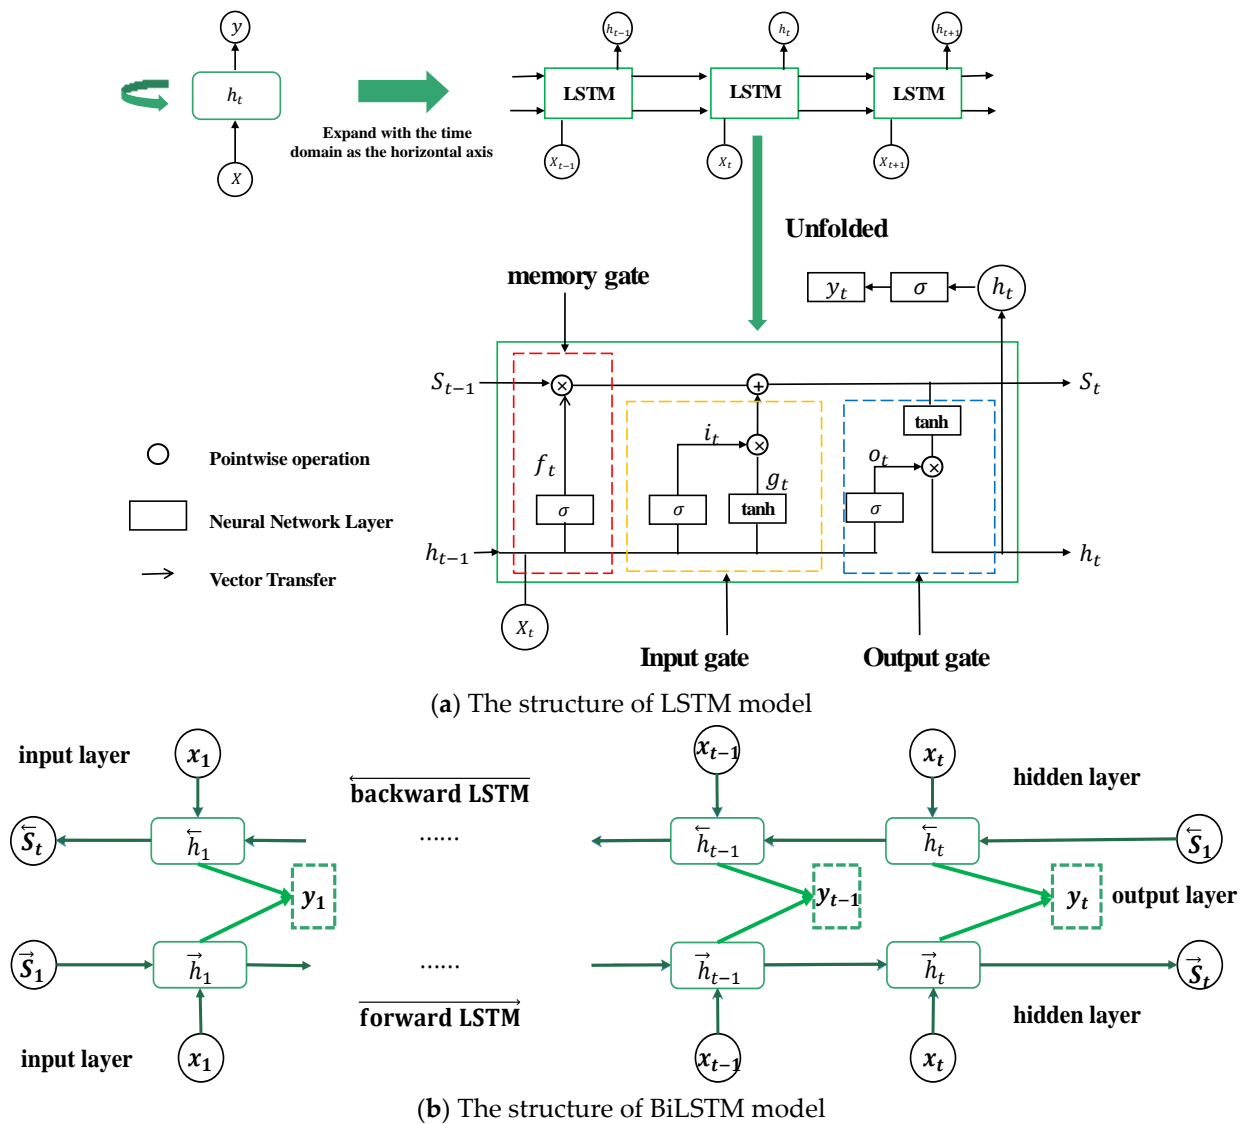 y
h_{t-1} h_t h_{t+1}
h_t
LSTM LSTM LSTM
Expand with the time
domain as the horizontal axis
X
X_{t-1} X_t X_{t+1}
Unfolded
memory gate
y_t σ h_t
S_{t-1} × + S_t
tanh
i_t ×
f_t
o_t ×
g_t
σ σ tanh σ
h_{t-1} h_t
Pointwise operation
Neural Network Layer
Vector Transfer
X_t
Input gate Output gate
(a) The structure of LSTM model
input layer x_1 x_{t-1} x_t hidden layer
backward LSTM
S_t h_1 ...... h_{t-1} h_t S_1
y_1 y_{t-1} y_t output layer
S_1 h_1 ...... h_{t-1} h_t S_t
forward LSTM
input layer x_1 x_{t-1} x_t hidden layer
(b) The structure of BiLSTM model